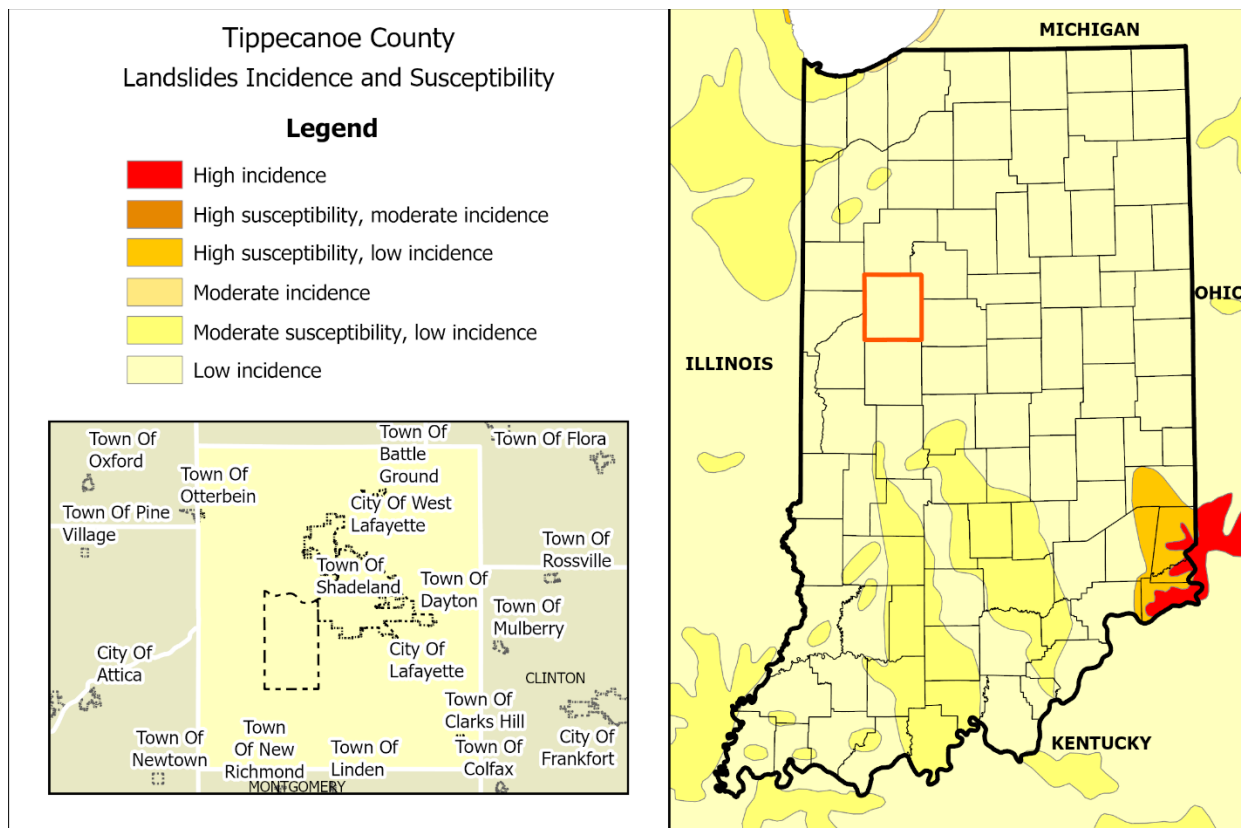 Tippecanoe County
Landslides Incidence and Susceptibility
Legend
High incidence
High susceptibility, moderate incidence
High susceptibility, low incidence
Moderate incidence
Moderate susceptibility, low incidence
Low incidence
Town Of
Oxford
Town Of
Otterbein
Town Of
Battle
Ground
Town Of Flora
City Of West
Lafayette
Town Of Pine
Village
Town Of
Rossville
Town Of
Shadeland
Town Of
Dayton
Town Of
Mulberry
City Of
Attica
City Of
Lafayette
CLINTON
Town Of
Clarks Hill
City Of
Frankfort
Town Of
Newtown
Town
Of New
Richmond
Town Of
Linden
Town Of
Colfax
MONTGOMERY
MICHIGAN
OHIO
ILLINOIS
KENTUCKY